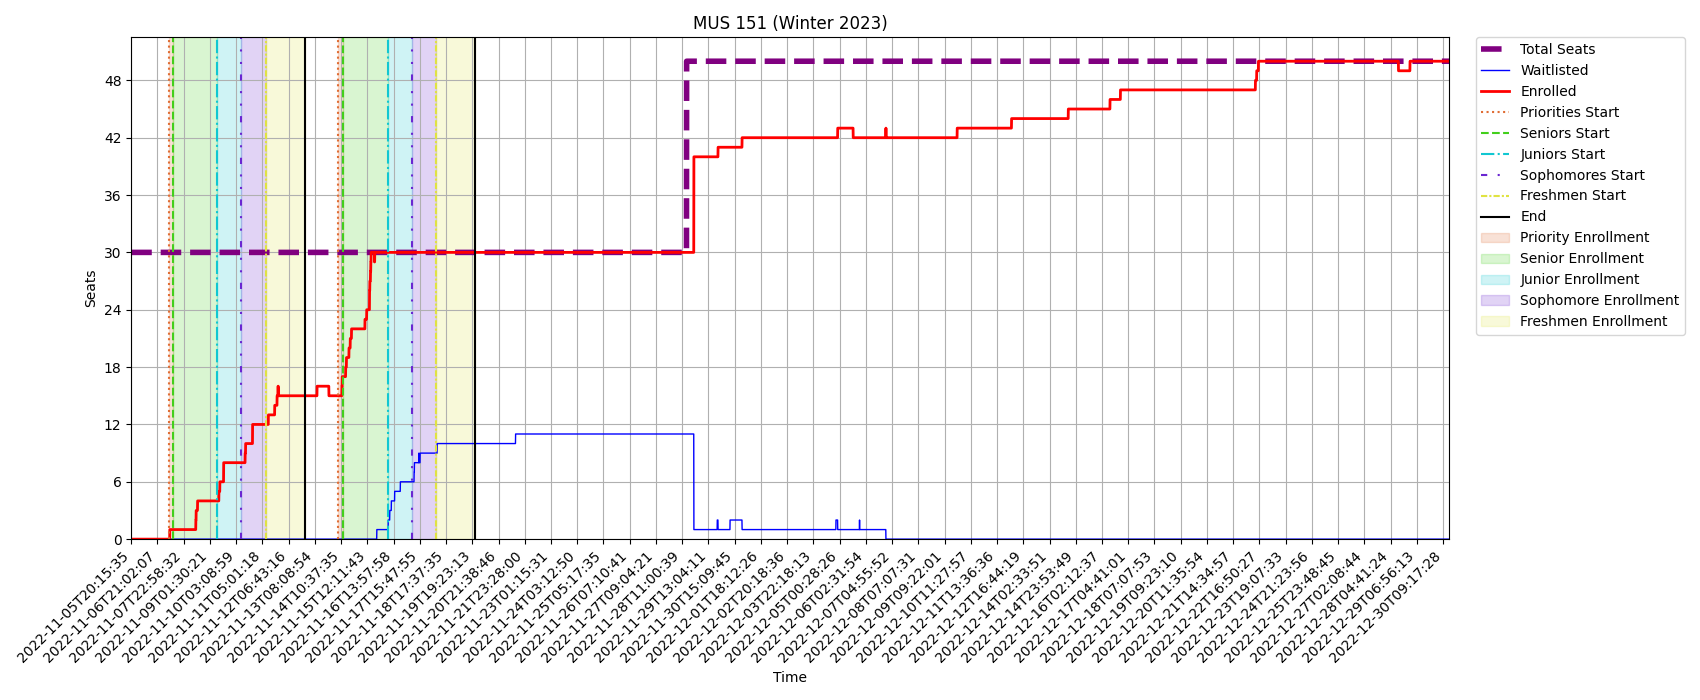 MUS 151 (Winter 2023)
Total Seats
Waitlisted
Enrolled
Priorities Start
Seniors Start
Juniors Start
Sophomores Start
Freshmen Start
End
Priority Enrollment
Senior Enrollment
Junior Enrollment
Sophomore Enrollment
Freshmen Enrollment
Seats
48
42
36
30
24
18
12
6
0
2022-11-05T20:15:35
2022-11-06T21:02:07
2022-11-07T22:58:32
2022-11-09T01:30:21
2022-11-10T03:08:59
2022-11-11T05:01:18
2022-11-12T06:43:16
2022-11-13T08:08:54
2022-11-14T10:37:35
2022-11-15T12:11:43
2022-11-16T13:57:58
2022-11-17T15:47:55
2022-11-18T17:37:35
2022-11-19T19:23:13
2022-11-20T21:38:46
2022-11-21T23:28:00
2022-11-23T01:15:31
2022-11-24T03:12:50
2022-11-25T05:17:35
2022-11-26T07:10:41
2022-11-27T09:04:21
2022-11-28T11:00:39
2022-11-29T13:04:11
2022-11-30T15:09:45
2022-12-01T18:12:26
2022-12-02T20:18:36
2022-12-03T22:18:13
2022-12-05T00:28:26
2022-12-06T02:31:54
2022-12-07T04:55:52
2022-12-08T07:07:31
2022-12-09T09:22:01
2022-12-10T11:27:57
2022-12-11T13:36:36
2022-12-12T16:44:19
2022-12-14T02:33:51
2022-12-14T23:53:49
2022-12-16T02:12:37
2022-12-17T04:41:01
2022-12-18T07:07:53
2022-12-19T09:23:10
2022-12-20T11:35:54
2022-12-21T14:34:57
2022-12-22T16:50:27
2022-12-23T19:07:33
2022-12-24T21:23:56
2022-12-25T23:48:45
2022-12-27T02:08:44
2022-12-28T04:41:24
2022-12-29T06:56:13
2022-12-30T09:17:28
Time